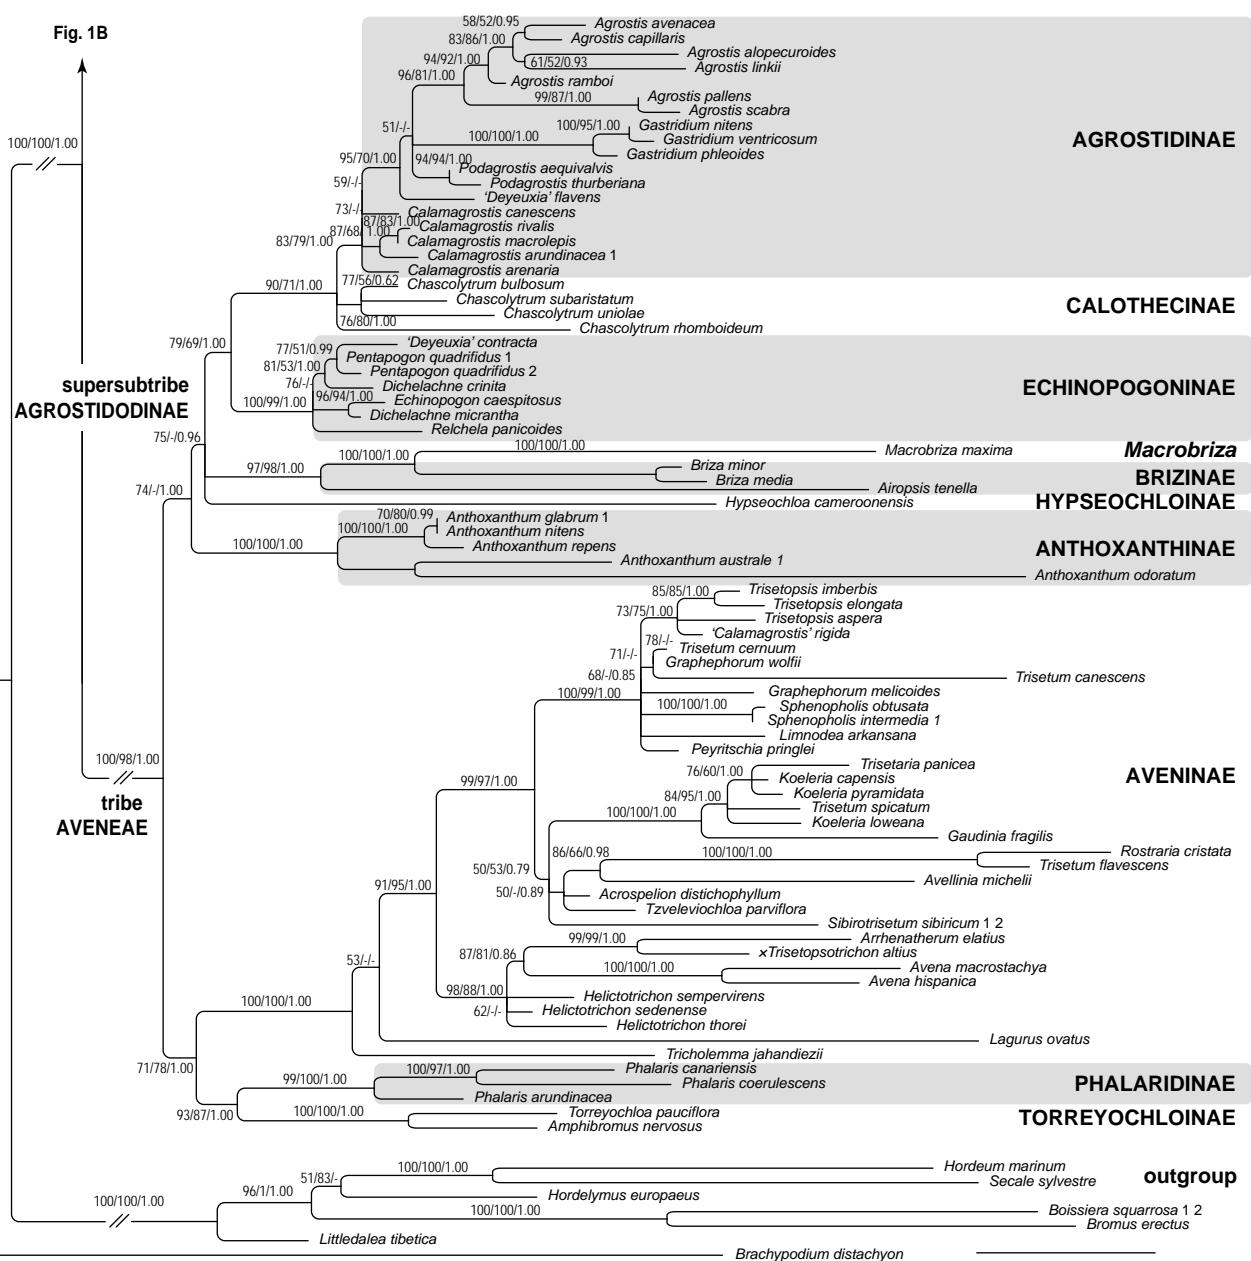 Fig. 1B
100/100/1.00
supersubtribe
AGROSTIDODINAE
100/98/1.00
tribe
AVENEAE
58/52/0.95
Agrostis avenacea
83/86/1.00
Agrostis capillaris
94/92/1.00
Agrostis alopecuroides
61/52/0.93
Agrostis linkii
96/81/1.00
Agrostis ramboi
99/87/1.00
Agrostis pallens
Agrostis scabra
AGROSTIDINAE
51/-/-
100/95/1.00
Gastridium nitens
100/100/1.00
Gastridium ventricosum
Gastridium phleoides
95/70/1.00
94/94/1.00
Podagrostis aequivalvis
Podagrostis thurberiana
59/-/-
'Deyeuxia' flavens
73/-/-
Calamagrostis canescens
87/83/1.00
Calamagrostis rivalis
87/68/ 1.00
Calamagrostis macrolepis
83/79/1.00
Calamagrostis arundinacea 1
Calamagrostis arenaria
77/56/0.62
Chascolytrum bulbosum
90/71/1.00
Chascolytrum subaristatum
CALOTHECINAE
Chascolytrum uniolae
76/80/1.00
Chascolytrum rhomboideum
79/69/1.00
'Deyeuxia' contracta
77/51/0.99
Pentapogon quadrifidus 1
81/53/1.00
Pentapogon quadrifidus 2
76/-/-
Dichelachne crinita
ECHINOPOGONINAE
96/94/1.00
Echinopogon caespitosus
100/99/1.00
Dichelachne micrantha
Relchela panicoides
75/-/0.96
100/100/1.00
Macrobriza maxima
Macrobriza
100/100/1.00
Briza minor
97/98/1.00
Briza media
BRIZINAE
Airopsis tenella
74/-/1.00
Hypseochloa cameroonensis
HYPSEOCHLOINAE
70/80/0.99
Anthoxanthum glabrum 1
100/100/1.00
Anthoxanthum nitens
100/100/1.00
Anthoxanthum repens
ANTHOXANTHINAE
Anthoxanthum australe 1
Anthoxanthum odoratum
85/85/1.00
Trisetopsis imberbis
Trisetopsis elongata
73/75/1.00
Trisetopsis aspera
'Calamagrostis' rigida
71/-/-
78/-/-
Trisetum cernuum
Graphephorum wolfii
68/-/0.85
Trisetum canescens
100/99/1.00
Graphephorum melicoides
100/100/1.00
Sphenopholis obtusata
Sphenopholis intermedia 1
Limnodea arkansana
Peyritschia pringlei
99/97/1.00
76/60/1.00
Trisetaria panicea
Koeleria capensis
AVENINAE
84/95/1.00
Koeleria pyramidata
100/100/1.00
Trisetum spicatum
Koeleria loweana
Gaudinia fragilis
50/53/0.79
86/66/0.98
100/100/1.00
Rostraria cristata
Trisetum flavescens
Avellinia michelii
50/-/0.89
Acrospelion distichophyllum
Tzveleviochloa parviflora
91/95/1.00
Sibirotrisetum sibiricum 1 2
99/99/1.00
Arrhenatherum elatius
87/81/0.86
×Trisetopsotrichon altius
100/100/1.00
Avena macrostachya
Avena hispanica
53/-/-
98/88/1.00
Helictotrichon sempervirens
62/-/-
Helictotrichon sedenense
Helictotrichon thorei
100/100/1.00
Lagurus ovatus
Tricholemma jahandiezii
71/78/1.00
100/97/1.00
Phalaris canariensis
99/100/1.00
Phalaris coerulescens
PHALARIDINAE
Phalaris arundinacea
93/87/1.00
100/100/1.00
Torreyochloa pauciflora
TORREYOCHLOINAE
Amphibromus nervosus
100/100/1.00
Hordeum marinum
outgroup
51/83/-
Secale sylvestre
96/1/1.00
Hordelymus europaeus
100/100/1.00
100/100/1.00
Boissiera squarrosa 1 2
Bromus erectus
Littledalea tibetica
Brachypodium distachyon